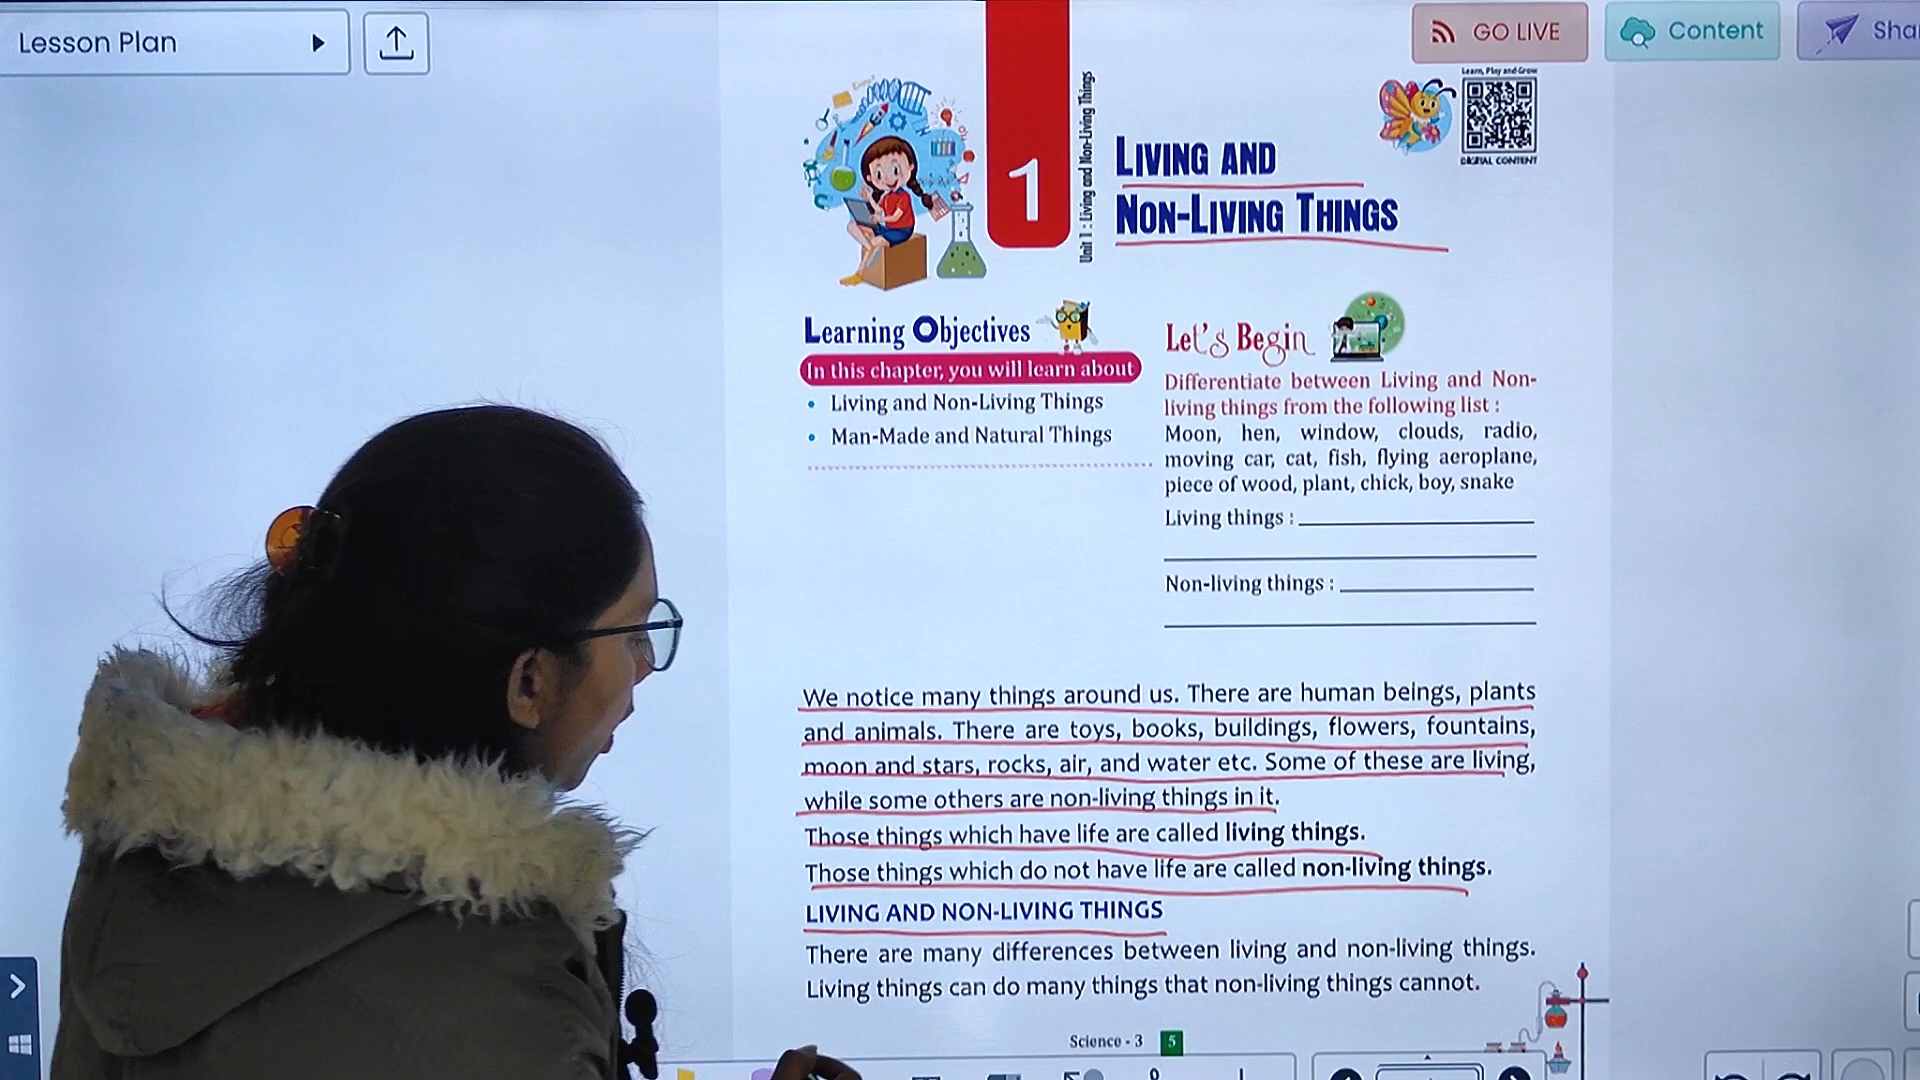 Lesson Plan
GO LIVE
Content
1
Unit 1 : Living and Non-Living Things
LIVING AND
NON-LIVING THINGS
Learn, Play and Grow
DIGITAL CONTENT
Learning Objectives
In this chapter, you will learn about
• Living and Non-Living Things
• Man-Made and Natural Things
Let's Begin
Differentiate between Living and Non-
living things from the following list :
Moon, hen, window, clouds, radio,
moving car, cat, fish, flying aeroplane,
piece of wood, plant, chick, boy, snake
Living things :
Non-living things :
We notice many things around us. There are human beings, plants
and animals. There are toys, books, buildings, flowers, fountains,
moon and stars, rocks, air, and water etc. Some of these are living,
while some others are non-living things in it.
Those things which have life are called living things.
Those things which do not have life are called non-living things.
LIVING AND NON-LIVING THINGS
There are many differences between living and non-living things.
Living things can do many things that non-living things cannot.
Science - 3 5